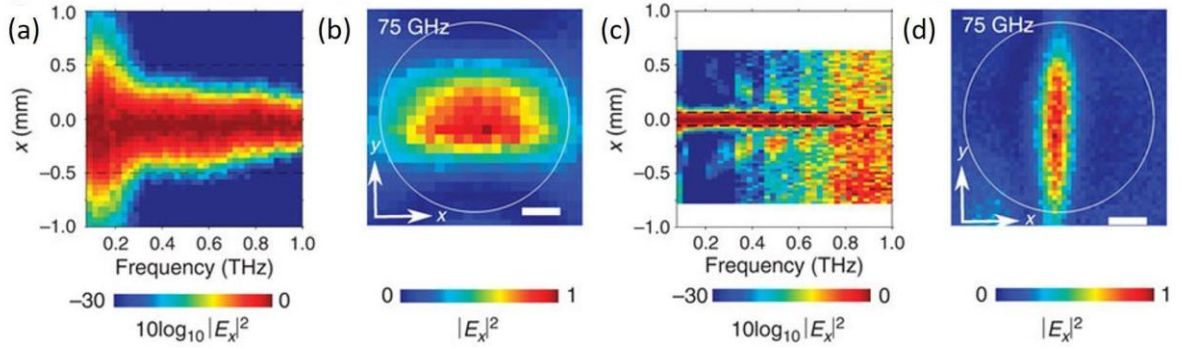 (a)
x (mm)
1.0
0.5
0.0
−0.5
−1.0
0.2 0.4 0.6 0.8 1.0
Frequency (THz)
−30 0
10log10 |Ex|²
(b)
75 GHz
y
x
0 1
|Ex|²
(c)
x (mm)
1.0
0.5
0.0
−0.5
−1.0
0.2 0.4 0.6 0.8 1.0
Frequency (THz)
−30 0
10log10 |Ex|²
(d)
75 GHz
y
x
0 1
|Ex|²